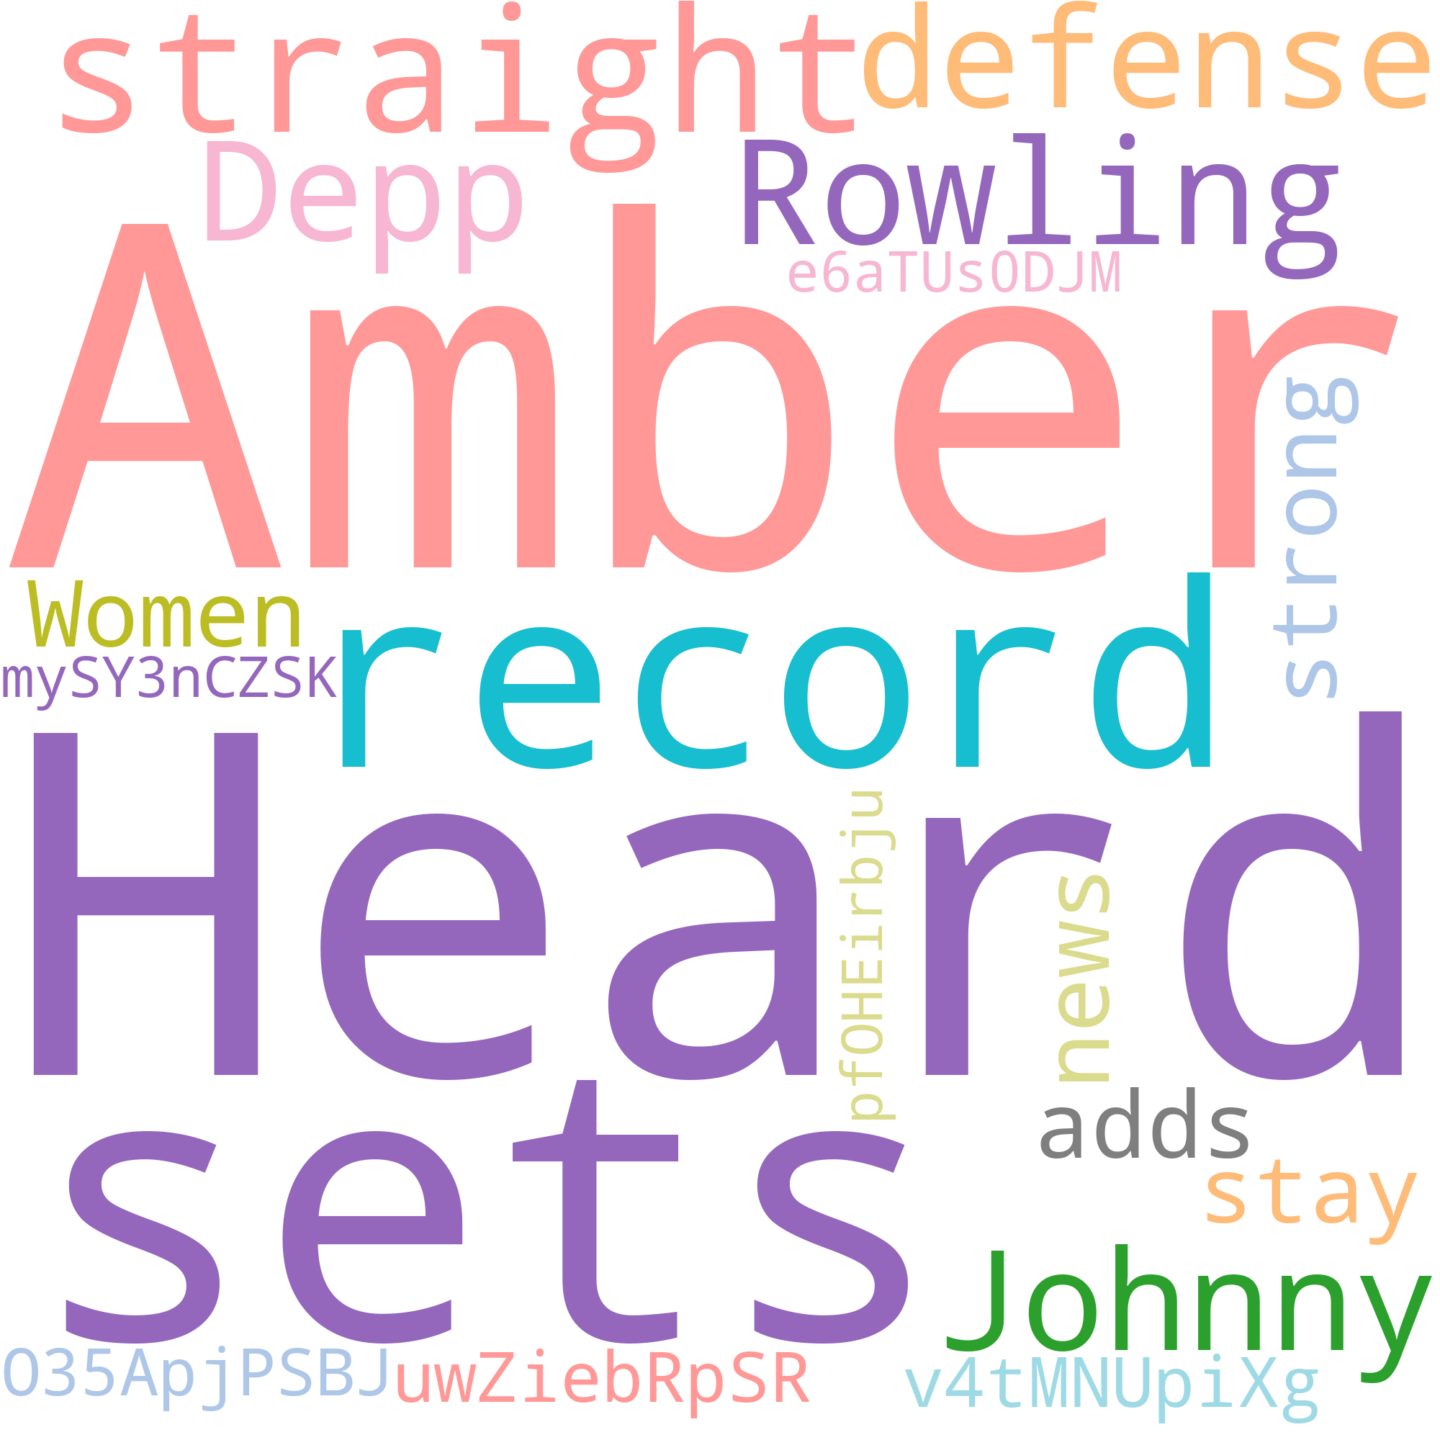 straight defense
Depp Rowling
e6aTUs0DJM
Amber
strong
Women
record
mySY3nCZSK
Heard
pfOHEirbju
news
sets
adds
stay
Johnny
O35ApjPSBJ uwZiebRpSR v4tMNUpiXg